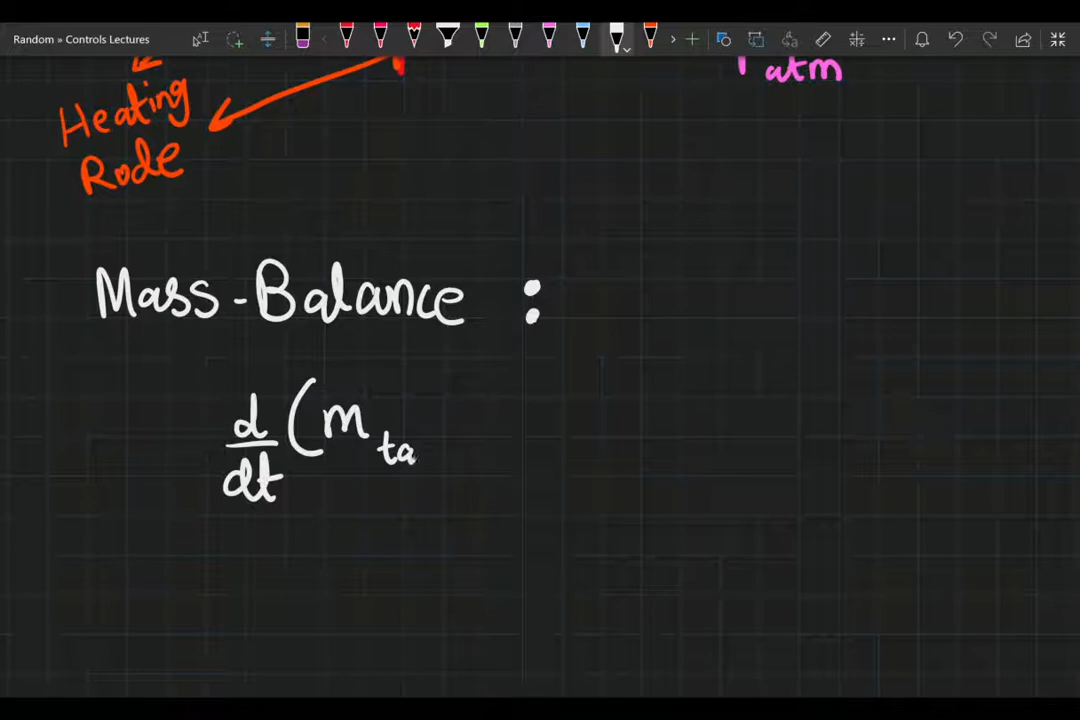 Random » Controls Lectures
atm
Heating
Rode
Mass-Balance :
d/dt (m_ta